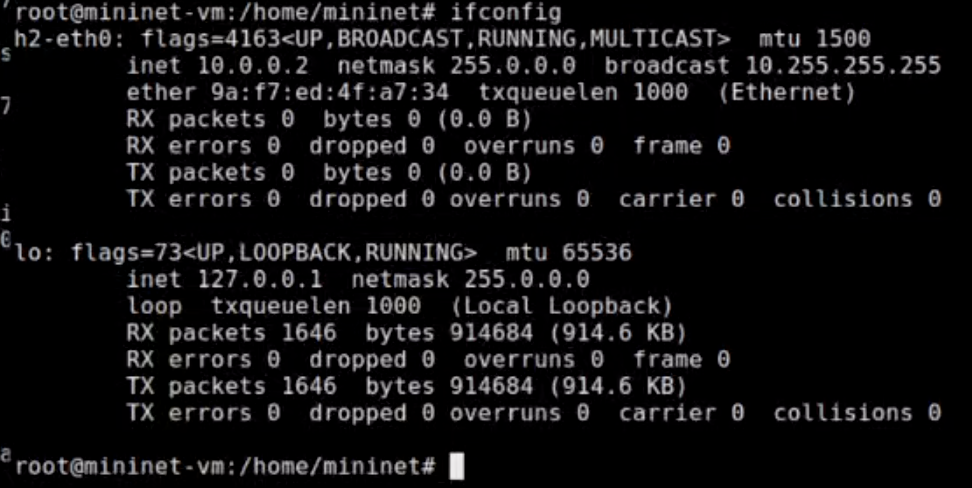 root@mininet-vm:/home/mininet# ifconfig
h2-eth0: flags=4163<UP,BROADCAST,RUNNING,MULTICAST>  mtu 1500
        inet 10.0.0.2  netmask 255.0.0.0  broadcast 10.255.255.255
        ether 9a:f7:ed:4f:a7:34  txqueuelen 1000  (Ethernet)
        RX packets 0  bytes 0 (0.0 B)
        RX errors 0  dropped 0  overruns 0  frame 0
        TX packets 0  bytes 0 (0.0 B)
        TX errors 0  dropped 0 overruns 0  carrier 0  collisions 0

lo: flags=73<UP,LOOPBACK,RUNNING>  mtu 65536
        inet 127.0.0.1  netmask 255.0.0.0
        loop  txqueuelen 1000  (Local Loopback)
        RX packets 1646  bytes 914684 (914.6 KB)
        RX errors 0  dropped 0  overruns 0  frame 0
        TX packets 1646  bytes 914684 (914.6 KB)
        TX errors 0  dropped 0 overruns 0  carrier 0  collisions 0

root@mininet-vm:/home/mininet#